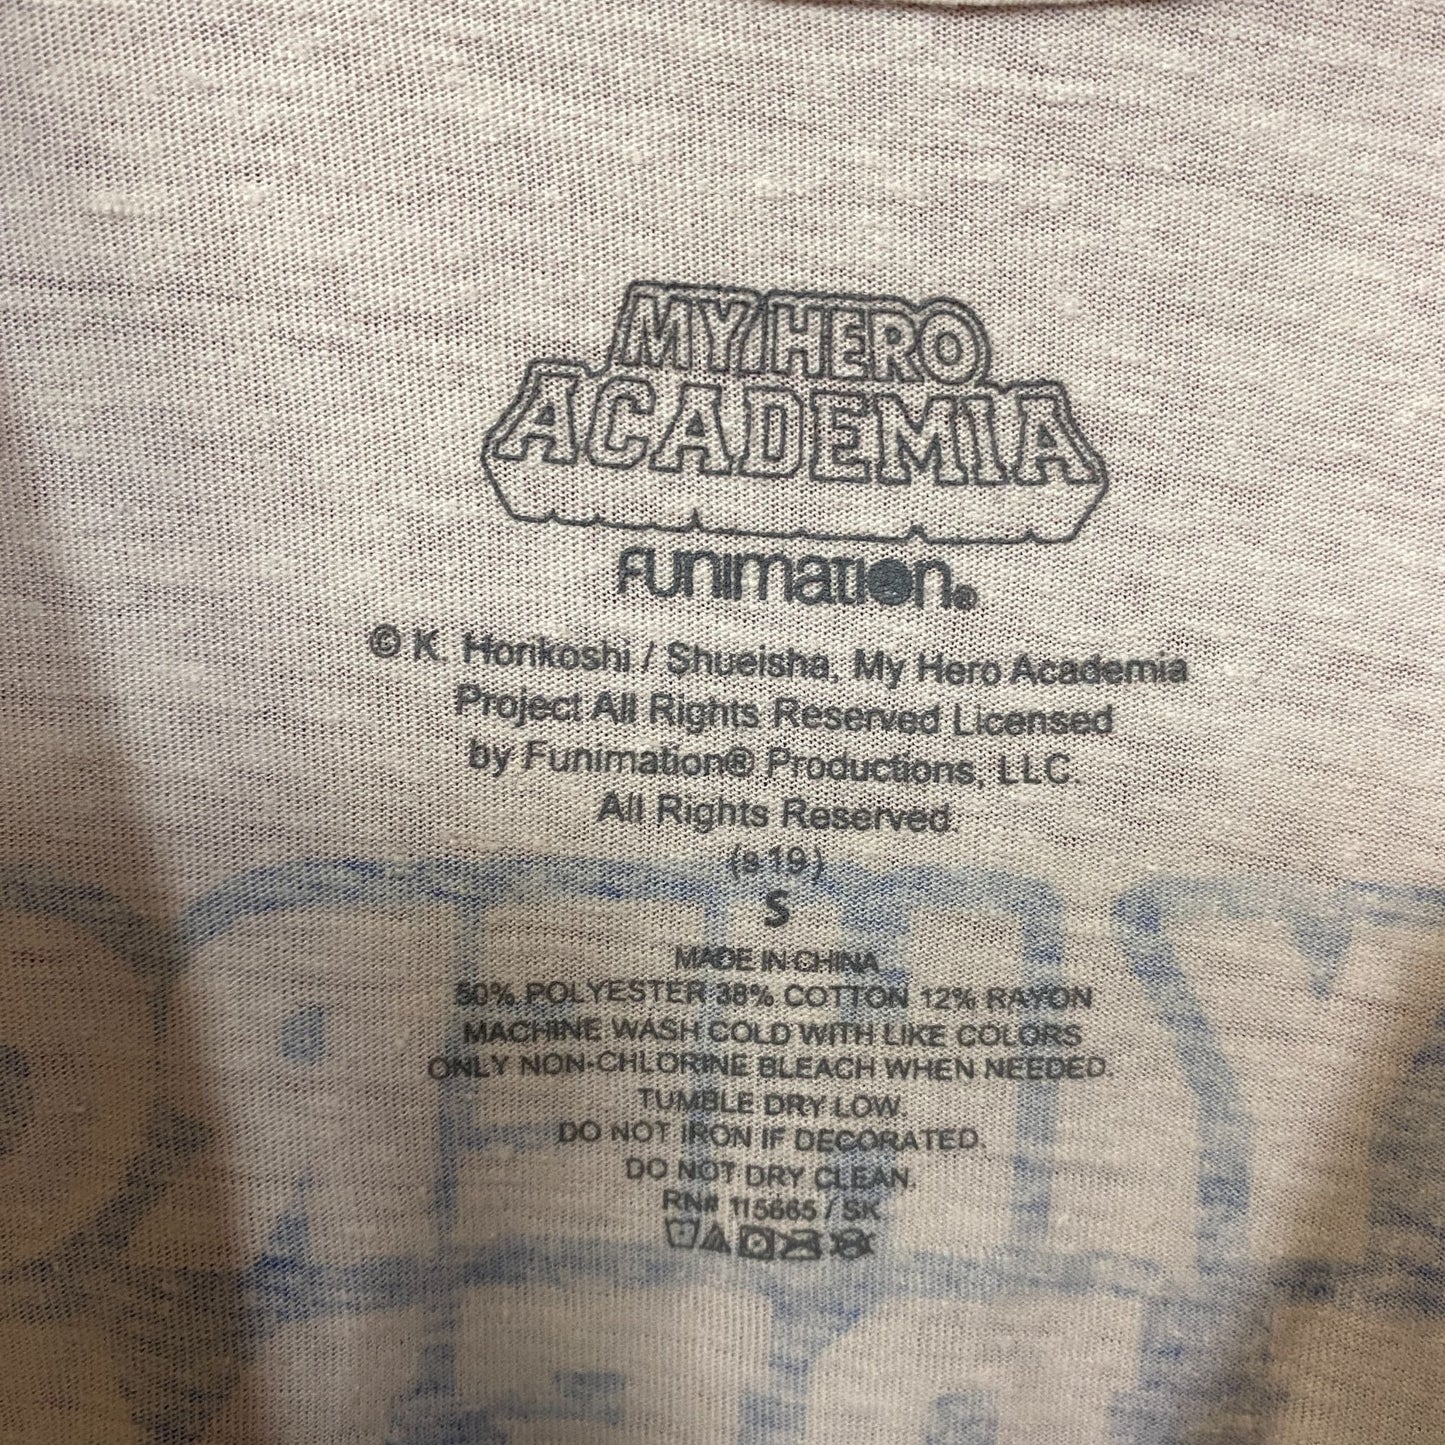 MY HERO
ACADEMIA
FUNIMATION®
© K. Horikoshi / Shueisha, My Hero Academia
Project All Rights Reserved Licensed
by Funimation® Productions, LLC.
All Rights Reserved.
(s19)
S
MADE IN CHINA
50% POLYESTER 38% COTTON 12% RAYON
MACHINE WASH COLD WITH LIKE COLORS
ONLY NON-CHLORINE BLEACH WHEN NEEDED.
TUMBLE DRY LOW.
DO NOT IRON IF DECORATED.
DO NOT DRY CLEAN.
RN# 115665 / SK